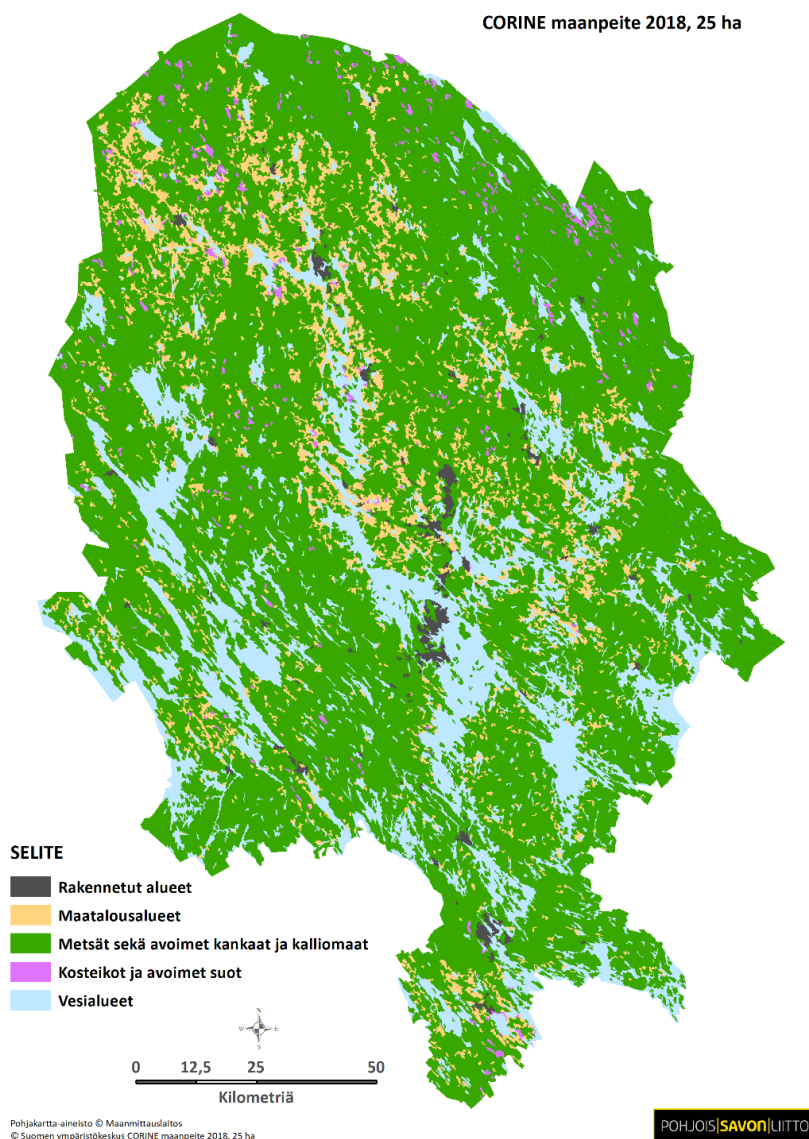 CORINE maanpeite 2018, 25 ha
SELITE
Rakennetut alueet
Maatalousalueet
Metsät sekä avoimet kankaat ja kalliomaat
Kosteikot ja avoimet suot
Vesialueet
N
W E
S
0 12,5 25 50
Kilometriä
Pohjakartta-aineisto © Maanmittauslaitos
© Suomen ympäristökeskus CORINE maanpeite 2018, 25 ha
POHJOIS|SAVON|LIITTO